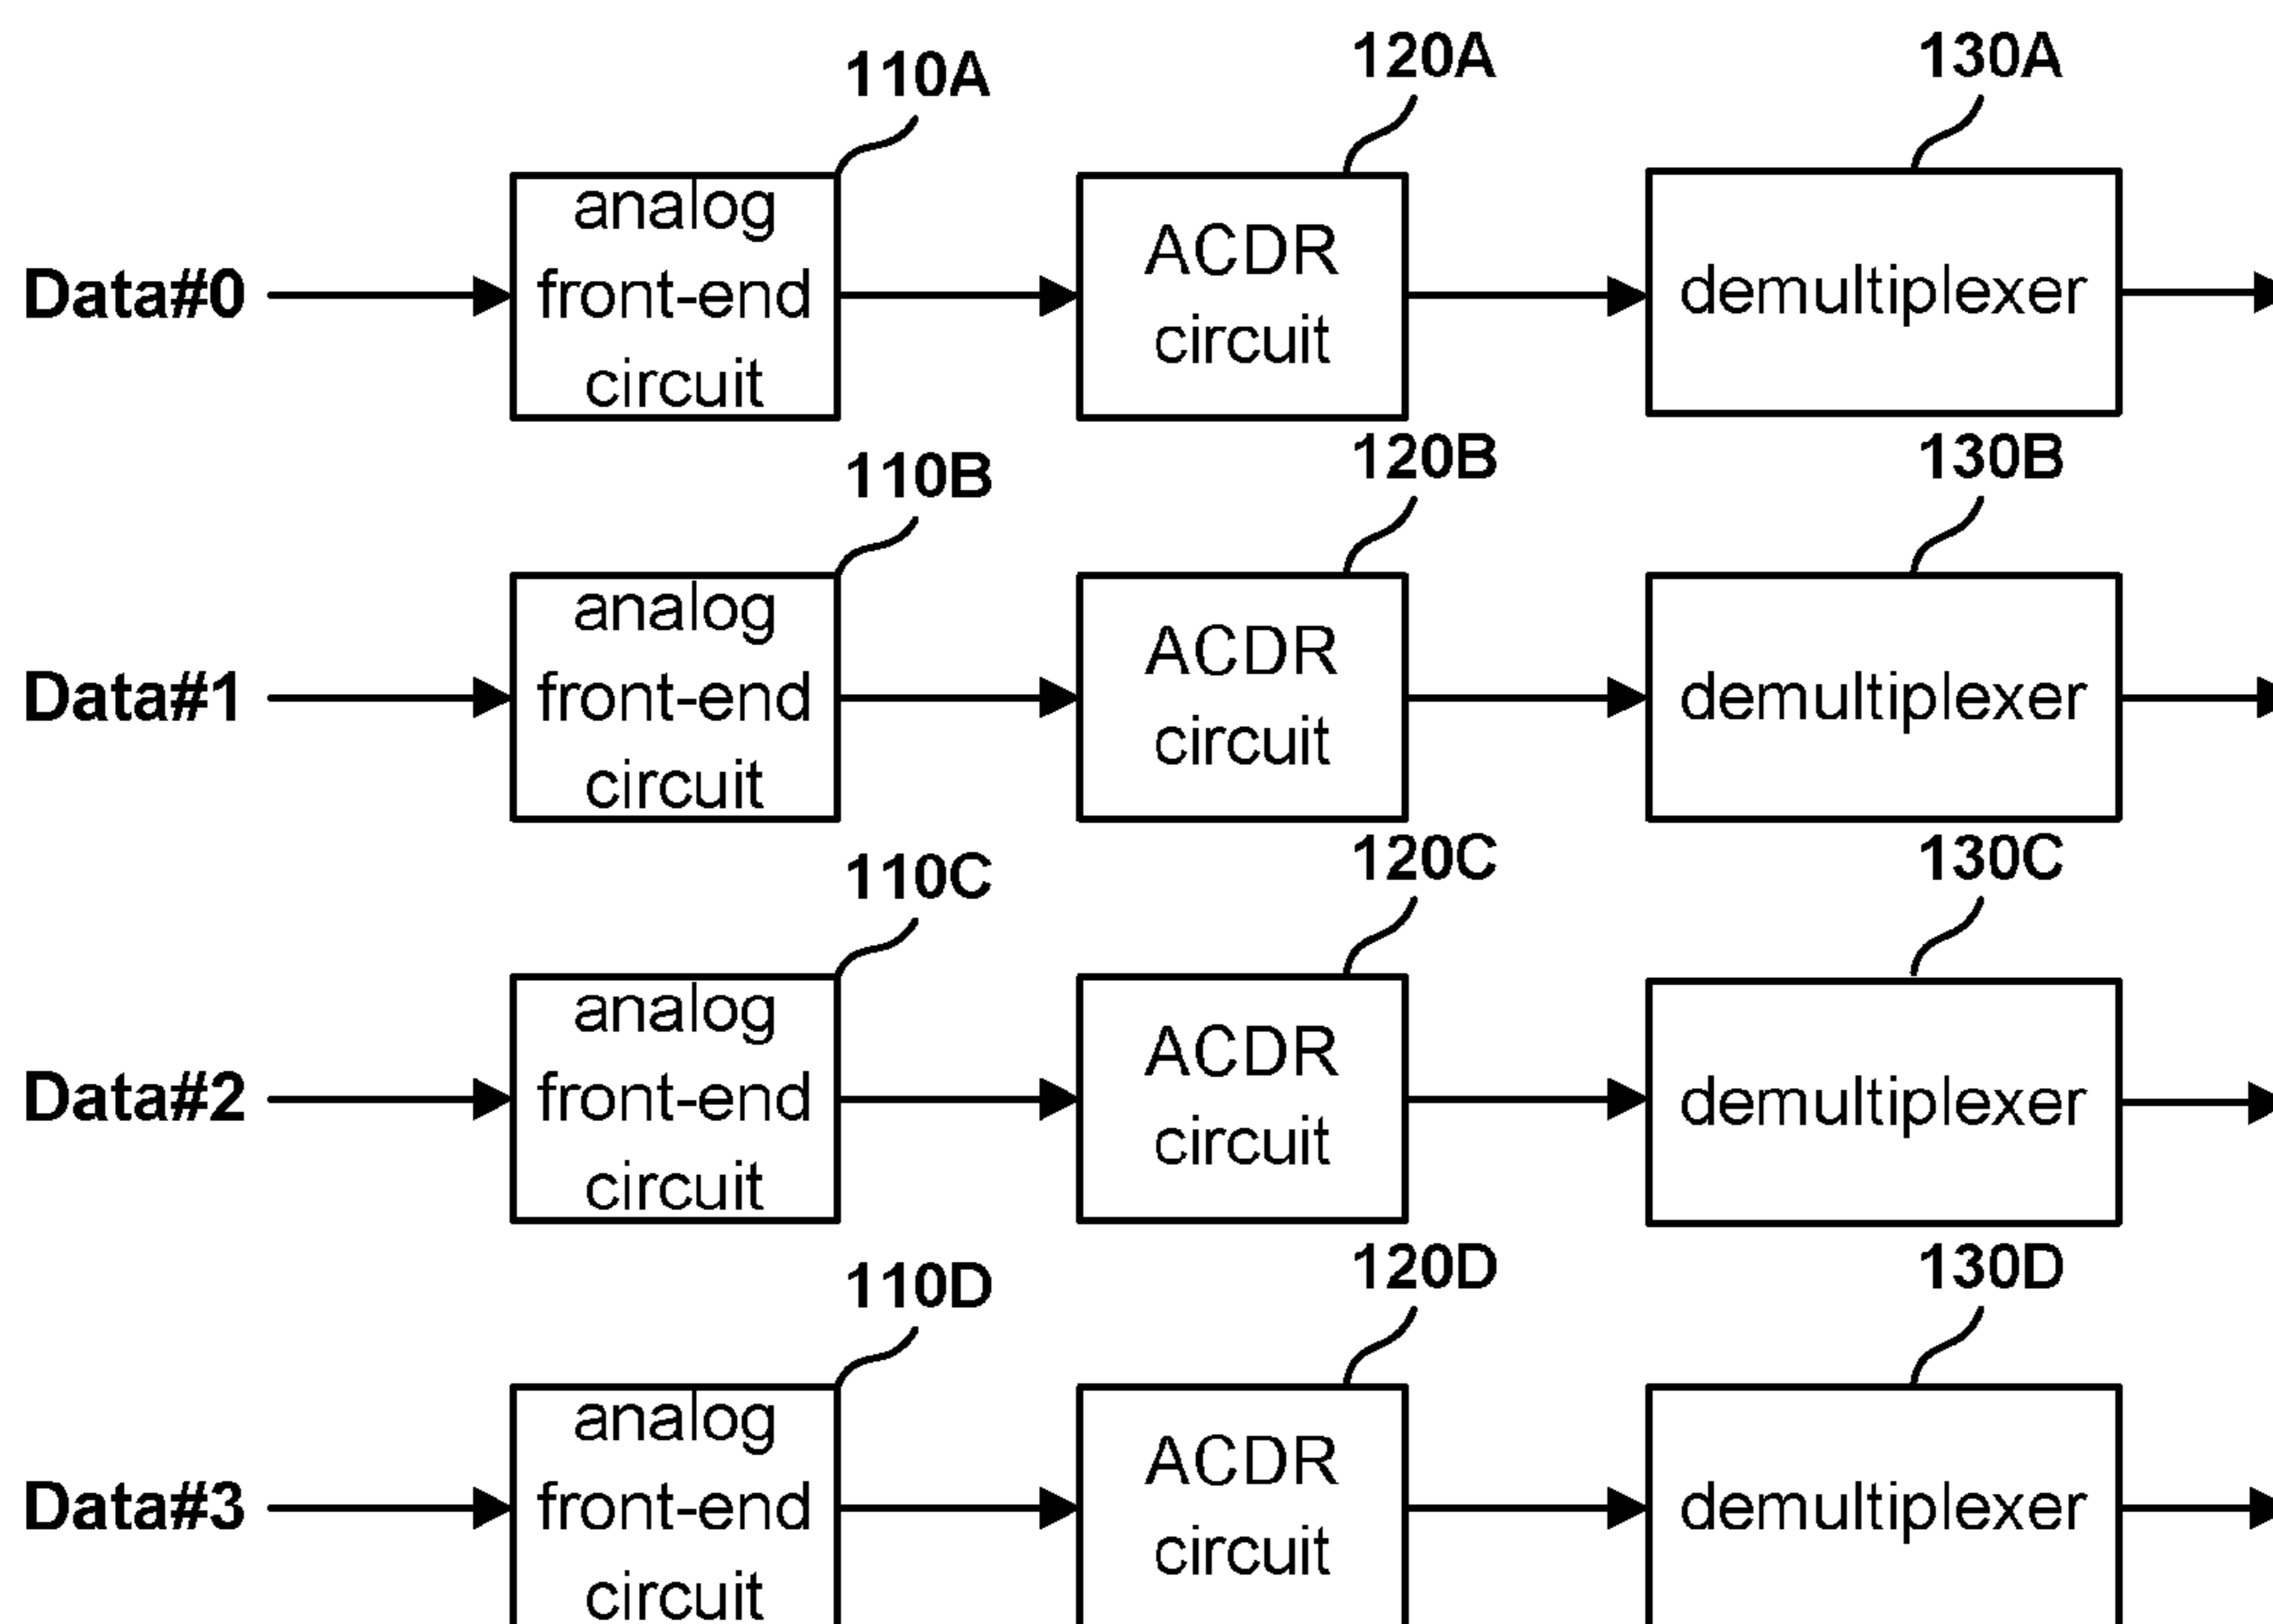 110A
120A
130A
Data#0
analog
front-end
circuit
ACDR
circuit
demultiplexer
110B
120B
130B
Data#1
analog
front-end
circuit
ACDR
circuit
demultiplexer
110C
120C
130C
Data#2
analog
front-end
circuit
ACDR
circuit
demultiplexer
110D
120D
130D
Data#3
analog
front-end
circuit
ACDR
circuit
demultiplexer